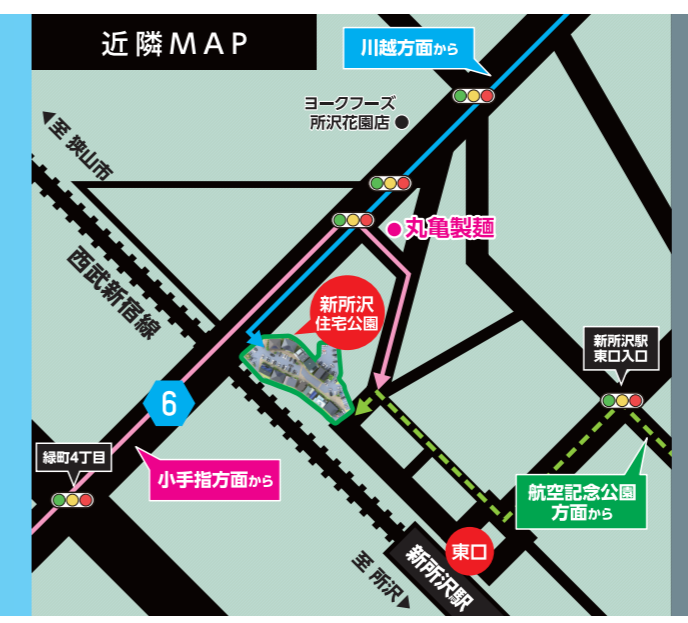 近隣MAP
川越方面から
ヨークフーズ
所沢花園店
◀至 狭山市
丸亀製麺
西武新宿線
新所沢
住宅公園
新所沢駅
東口入口
6
緑町4丁目
小手指方面から
航空記念公園
方面から
東口
新所沢駅
至 所沢▶